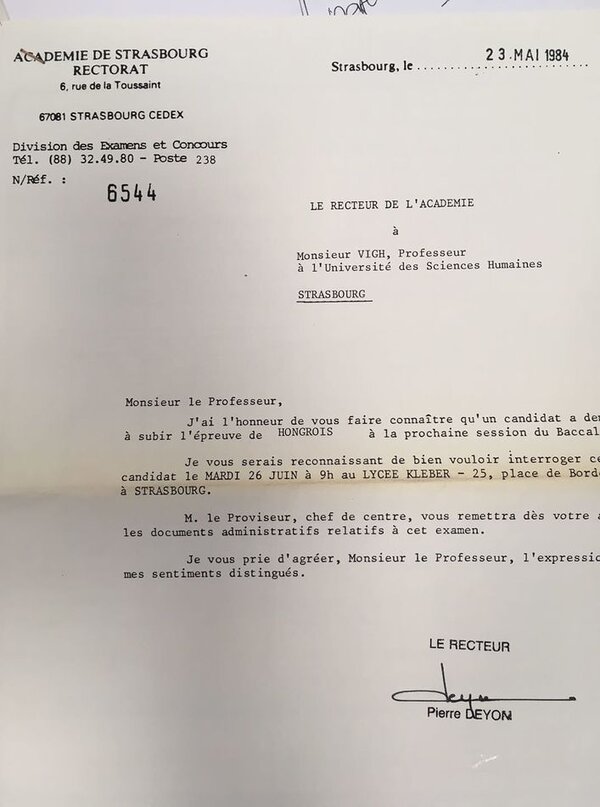 ACADEMIE DE STRASBOURG
RECTORAT
6, rue de la Toussaint
67081 STRASBOURG CEDEX
Division des Examens et Concours
Tél. (88) 32.49.80 - Poste 238
N/Réf. :
6544
Strasbourg, le 23 MAI 1984
LE RECTEUR DE L'ACADEMIE
à
Monsieur VIGH, Professeur
à l'Université des Sciences Humaines
STRASBOURG
Monsieur le Professeur,
J'ai l'honneur de vous faire connaître qu'un candidat a de
à subir l'épreuve de HONGROIS à la prochaine session du Baccal
Je vous serais reconnaissant de bien vouloir interroger ce
candidat le MARDI 26 JUIN à 9h au LYCEE KLEBER - 25, place de Bord
à STRASBOURG.
M. le Proviseur, chef de centre, vous remettra dès votre a
les documents administratifs relatifs à cet examen.
Je vous prie d'agréer, Monsieur le Professeur, l'expressio
mes sentiments distingués.
LE RECTEUR
Pierre DEYON